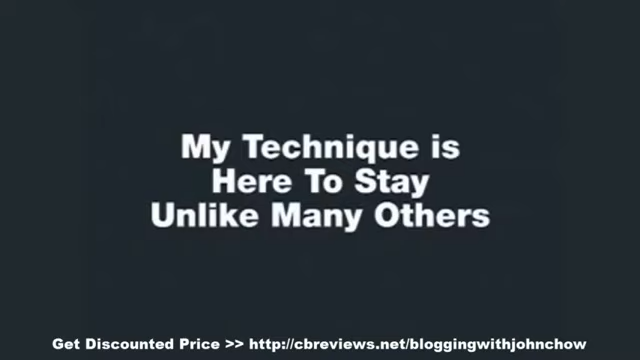 My Technique is
Here To Stay
Unlike Many Others
Get Discounted Price >> http://cbreviews.net/bloggingwithjohnchow